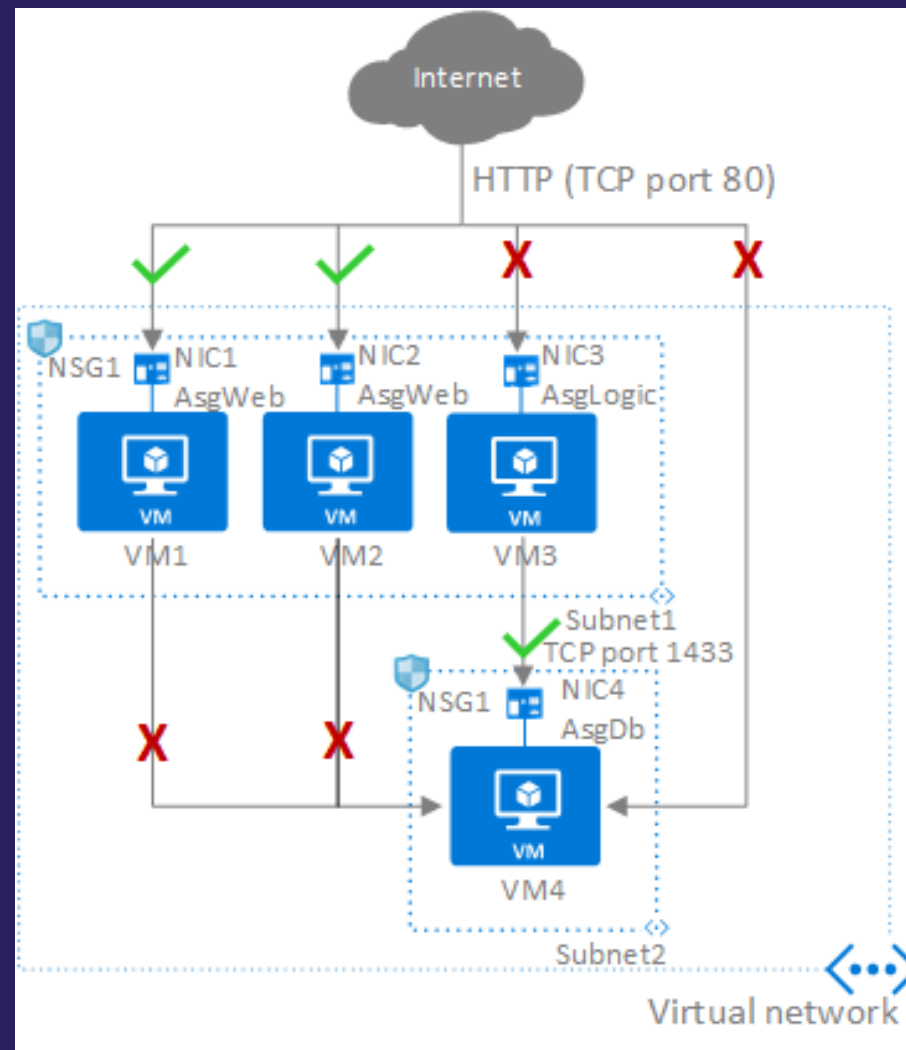 Internet
HTTP (TCP port 80)
X
X
NSG1
NIC1
AsgWeb
NIC2
AsgWeb
NIC3
AsgLogic
VM
VM
VM
VM1
VM2
VM3
Subnet1
TCP port 1433
NSG1
NIC4
AsgDb
X
X
VM
VM4
Subnet2
Virtual network